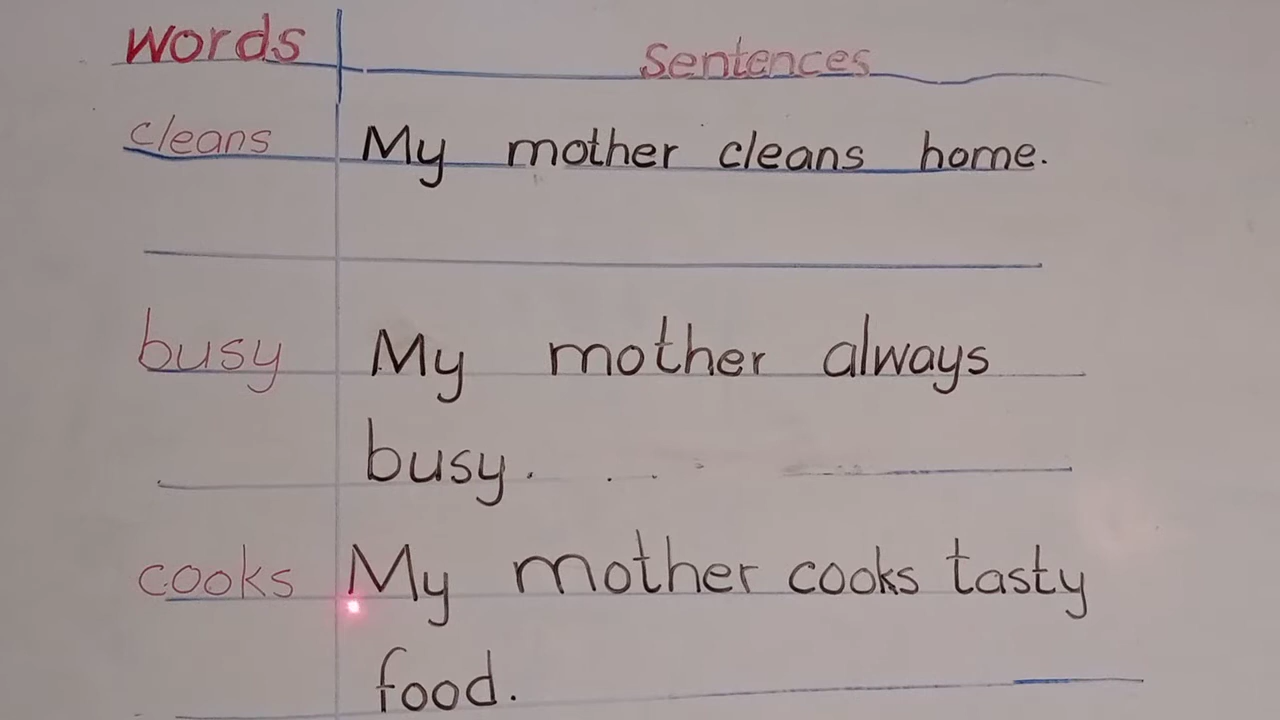 words Sentences
cleans My mother cleans home.
busy My mother always
busy.
cooks My mother cooks tasty
food.